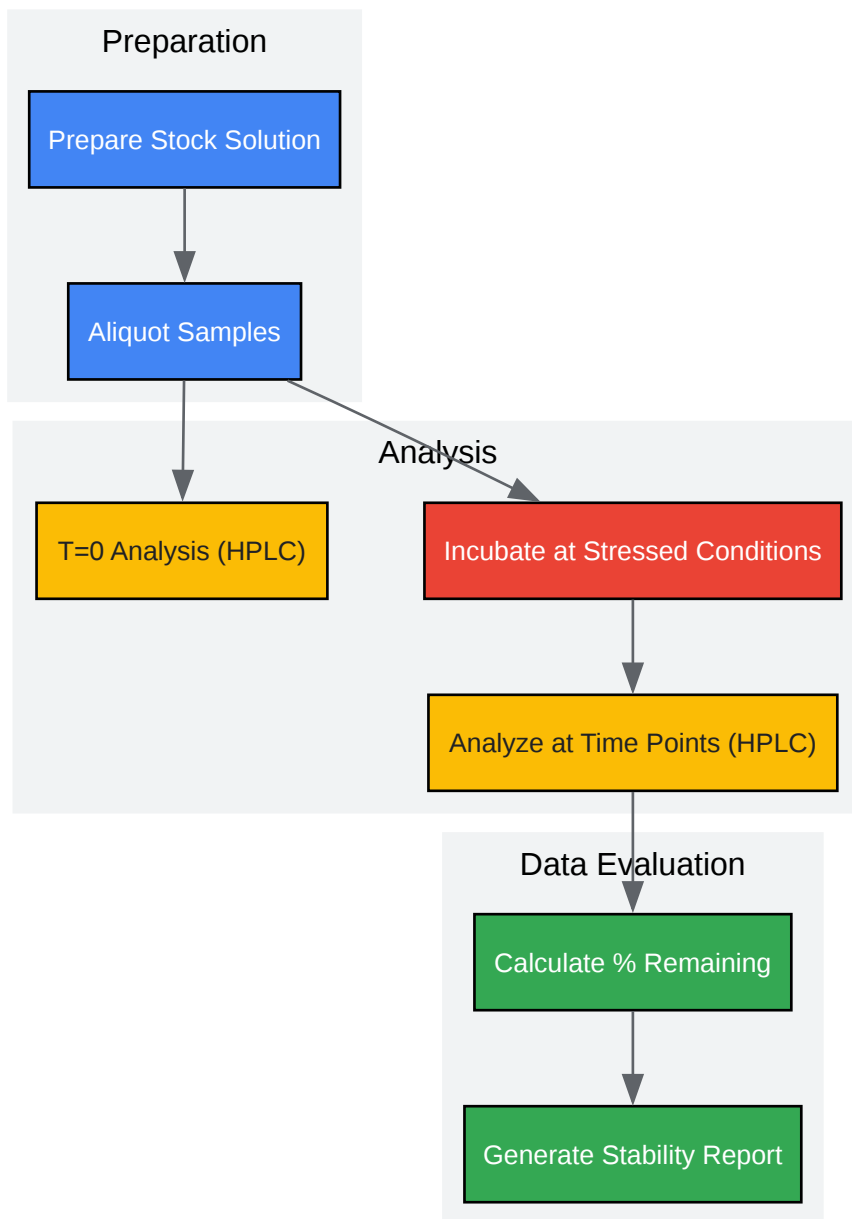 Preparation
Prepare Stock Solution
Aliquot Samples
Analysis
T=0 Analysis (HPLC)
Incubate at Stressed Conditions
Analyze at Time Points (HPLC)
Data Evaluation
Calculate % Remaining
Generate Stability Report